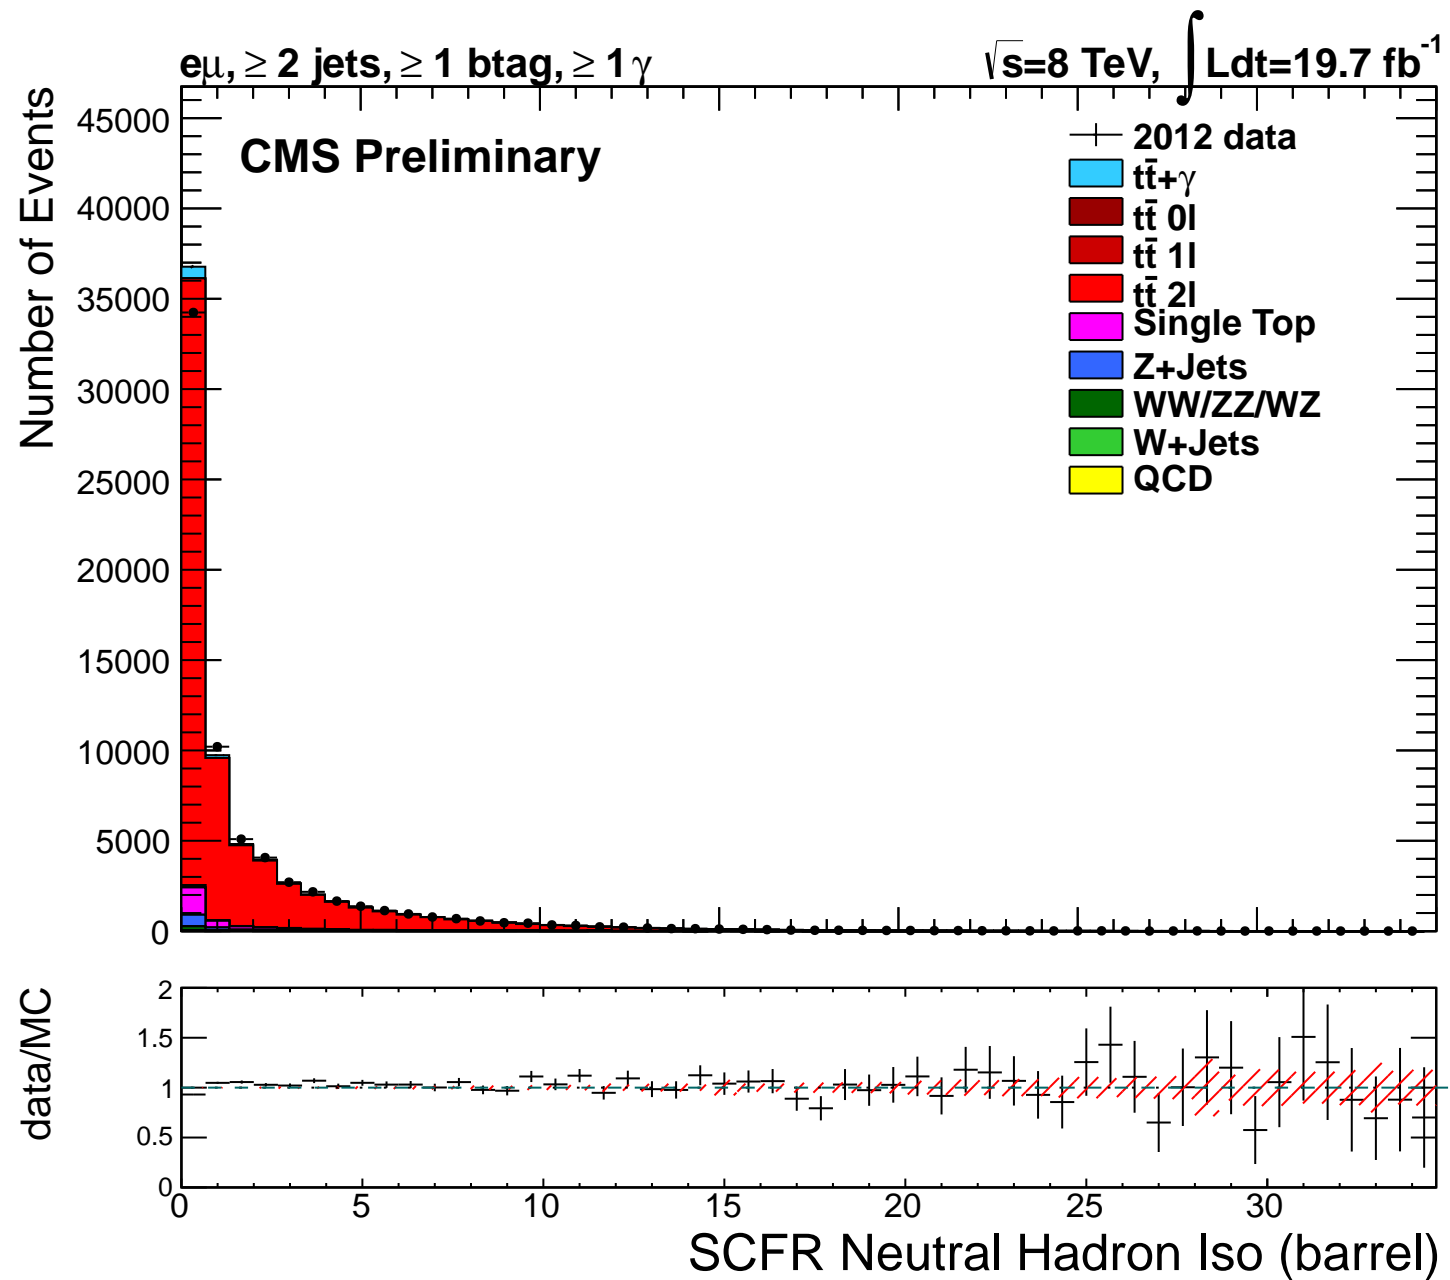 eμ, ≥ 2 jets, ≥ 1 btag, ≥ 1 γ
√s=8 TeV, ∫Ldt=19.7 fb⁻¹
CMS Preliminary
2012 data
tt̄+γ
tt̄ 0l
tt̄ 1l
tt̄ 2l
Single Top
Z+Jets
WW/ZZ/WZ
W+Jets
QCD
Number of Events
45000
40000
35000
30000
25000
20000
15000
10000
5000
0
data/MC
2
1.5
1
0.5
0
0 5 10 15 20 25 30
SCFR Neutral Hadron Iso (barrel)